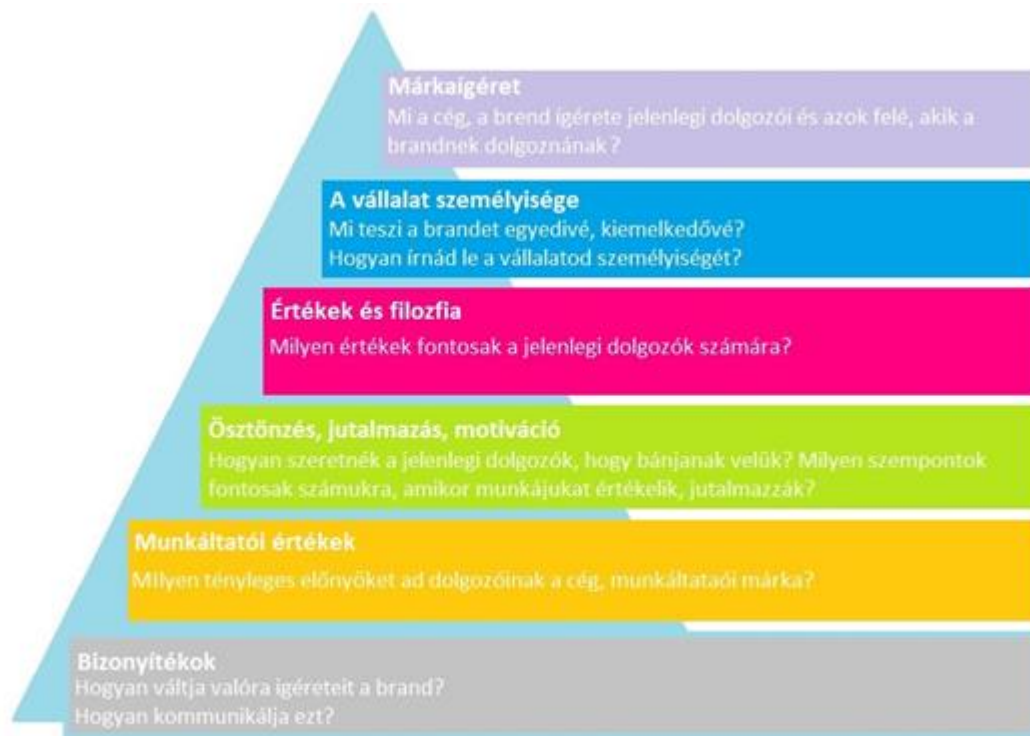 Márkaígéret
Mi a cég, a brend ígérete jelenlegi dolgozói és azok felé, akik a
brandnek dolgoznának?
A vállalat személyisége
Mi teszi a brandet egyedivé, kiemelkedővé?
Hogyan írnád le a vállalatod személyiségét?
Értékek és filozfia
Milyen értékek fontosak a jelenlegi dolgozók számára?
Ösztönzés, jutalmazás, motiváció
Hogyan szeretnék a jelenlegi dolgozók, hogy bánjanak velük? Milyen szempontok
fontosak számukra, amikor munkájukat értékelik, jutalmazzák?
Munkáltatói értékek
Milyen tényleges előnyöket ad dolgozóinak a cég, munkáltataói márka?
Bizonyítékok
Hogyan váltja valóra igéreteit a brand?
Hogyan kommunikálja ezt?